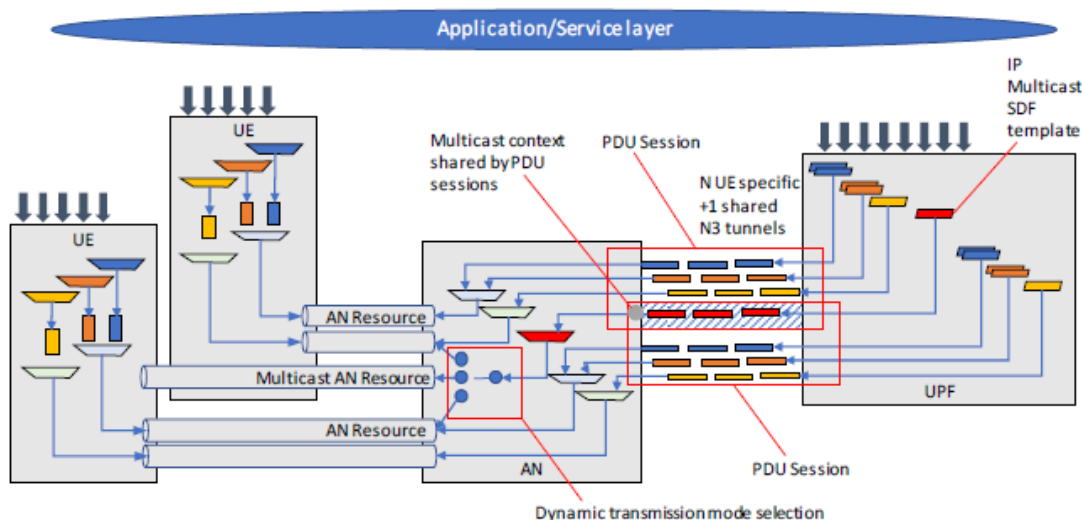 Application/Service layer
IP
Multicast
SDF
template
UE
Multicast context
shared by PDU
sessions
PDU Session
N UE specific
+1 shared
N3 tunnels
UE
AN Resource
Multicast AN Resource
AN Resource
UPF
AN
PDU Session
Dynamic transmission mode selection